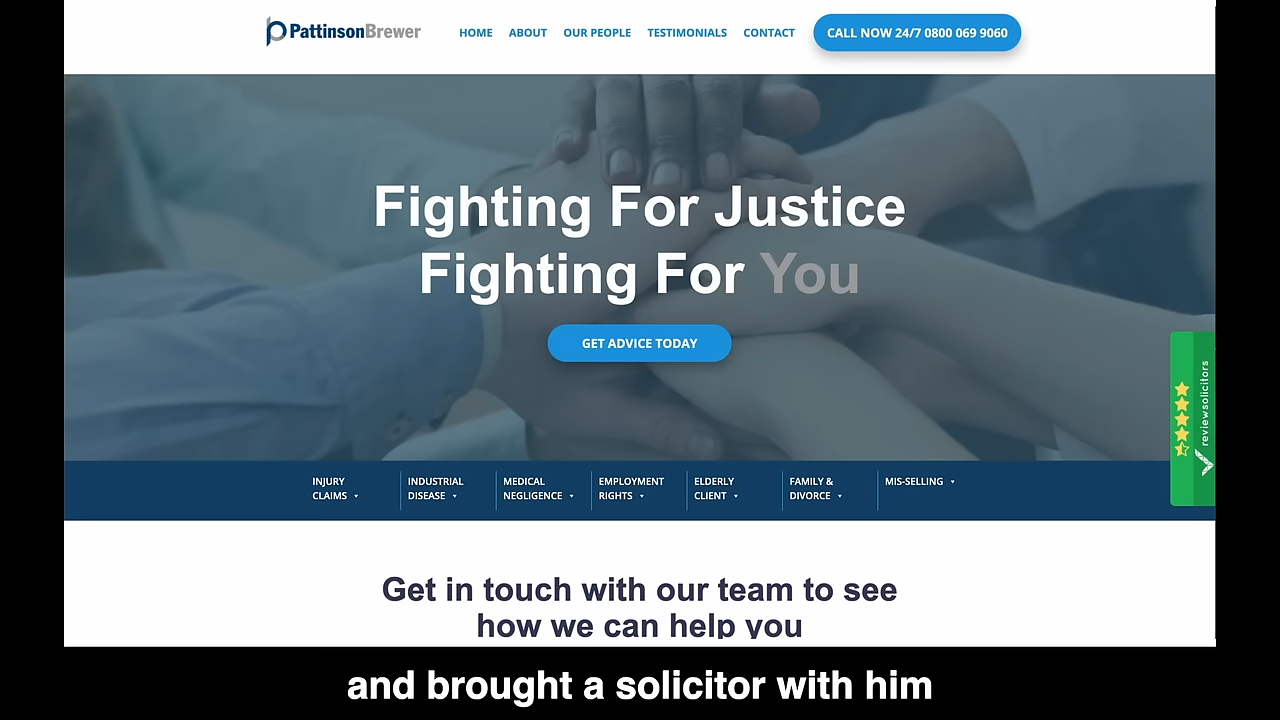 PattinsonBrewer
HOME ABOUT OUR PEOPLE TESTIMONIALS CONTACT CALL NOW 24/7 0800 069 9060
Fighting For Justice
Fighting For You
GET ADVICE TODAY
reviewsolicitors
INJURY CLAIMS
INDUSTRIAL DISEASE
MEDICAL NEGLIGENCE
EMPLOYMENT RIGHTS
ELDERLY CLIENT
FAMILY & DIVORCE
MIS-SELLING
Get in touch with our team to see
how we can help you
and brought a solicitor with him